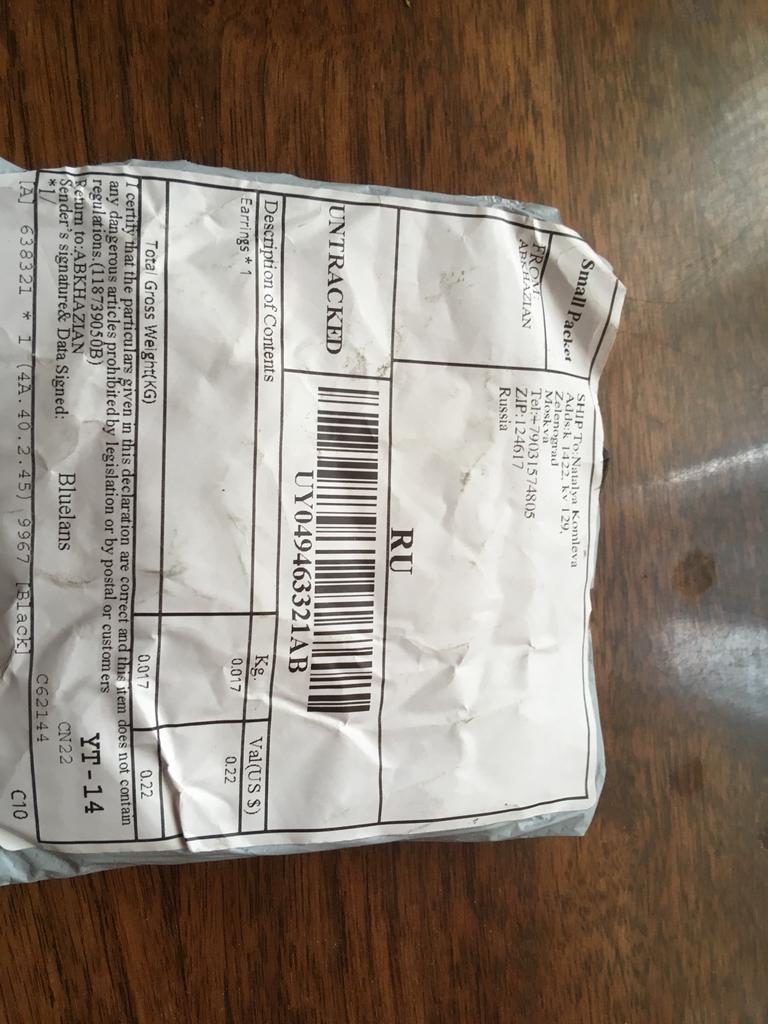 Small Packet
FROM:
ABKHAZIAN
SHIP To:Natalya Komleva
Adds:k 1422, kv 129,
Zelenograd
Moskva
Tel:+79031574805
ZIP:124617
Russia
RU
UNTRACKED
UY049463321AB
Description of Contents
Kg.
Val(US $)
Earrings * 1
0.017
0.22
Total Gross Weight(KG)
0.017
0.22
I certify that the particulars given in this declaration are correct and this item does not contain
any dangerous articles prohibited by legislation or by postal or customers
regulations.(118739050B)
YT-14
Return to:ABKHAZIAN
Sender's signature& Data Signed: Bluelans
CN22
*1/
C62144
[A] 638321 * 1 (4A.40.2.45) 9967 [Black]
C10